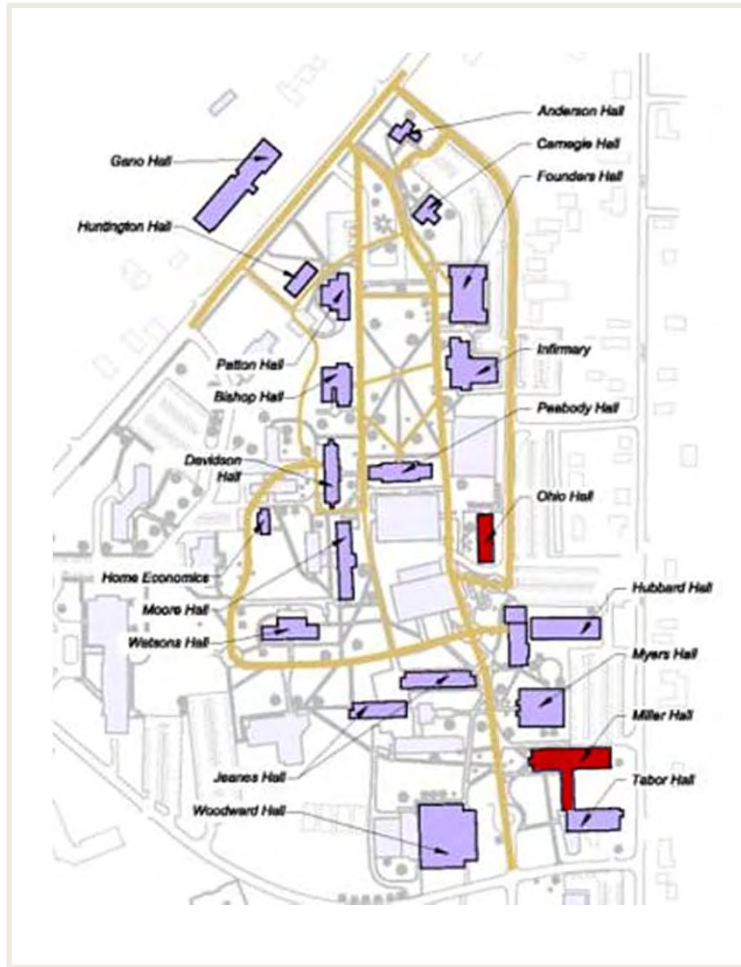 Anderson Hall
Carnegie Hall
Gano Hall
Founders Hall
Huntington Hall
Infirmary
Patton Hall
Bishop Hall
Peabody Hall
Davidson
Hall
Ohio Hall
Home Economics
Hubbard Hall
Moore Hall
Watsons Hall
Myers Hall
Miller Hall
Jeanes Hall
Tabor Hall
Woodward Hall